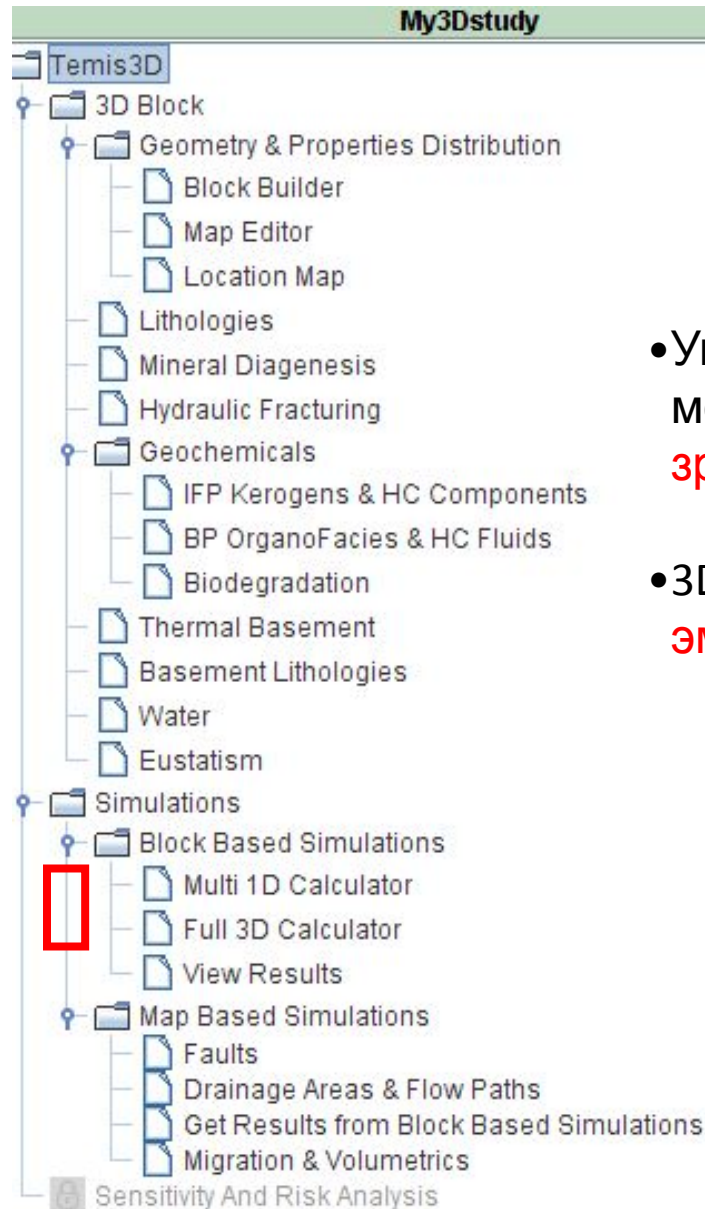 My3Dstudy
Temis3D
3D Block
Geometry & Properties Distribution
Block Builder
Map Editor
Location Map
Lithologies
Mineral Diagenesis
Hydraulic Fracturing
Geochemicals
IFP Kerogens & HC Components
BP OrganoFacies & HC Fluids
Biodegradation
Thermal Basement
Basement Lithologies
Water
Eustatism
Simulations
Block Based Simulations
Multi 1D Calculator
Full 3D Calculator
View Results
Map Based Simulations
Faults
Drainage Areas & Flow Paths
Get Results from Block Based Simulations
Migration & Volumetrics
Sensitivity And Risk Analysis